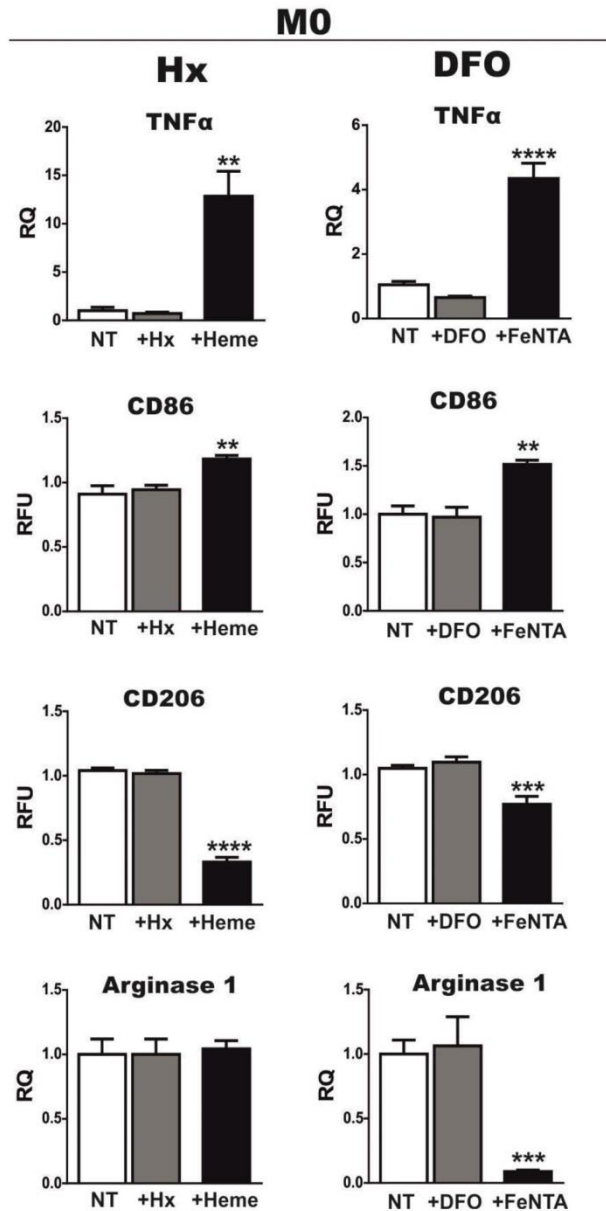 M0
Hx
DFO
TNFα
20
15
10
5
0
RQ
**
NT +Hx +Heme
TNFα
6
4
2
0
RQ
****
NT +DFO +FeNTA
CD86
1.5
1.0
0.5
0.0
RFU
**
NT +Hx +Heme
CD86
2.0
1.5
1.0
0.5
0.0
RFU
**
NT +DFO +FeNTA
CD206
1.5
1.0
0.5
0.0
RFU
****
NT +Hx +Heme
CD206
1.5
1.0
0.5
0.0
RFU
***
NT +DFO +FeNTA
Arginase 1
1.5
1.0
0.5
0.0
RQ
NT +Hx +Heme
Arginase 1
1.5
1.0
0.5
0.0
RQ
***
NT +DFO +FeNTA